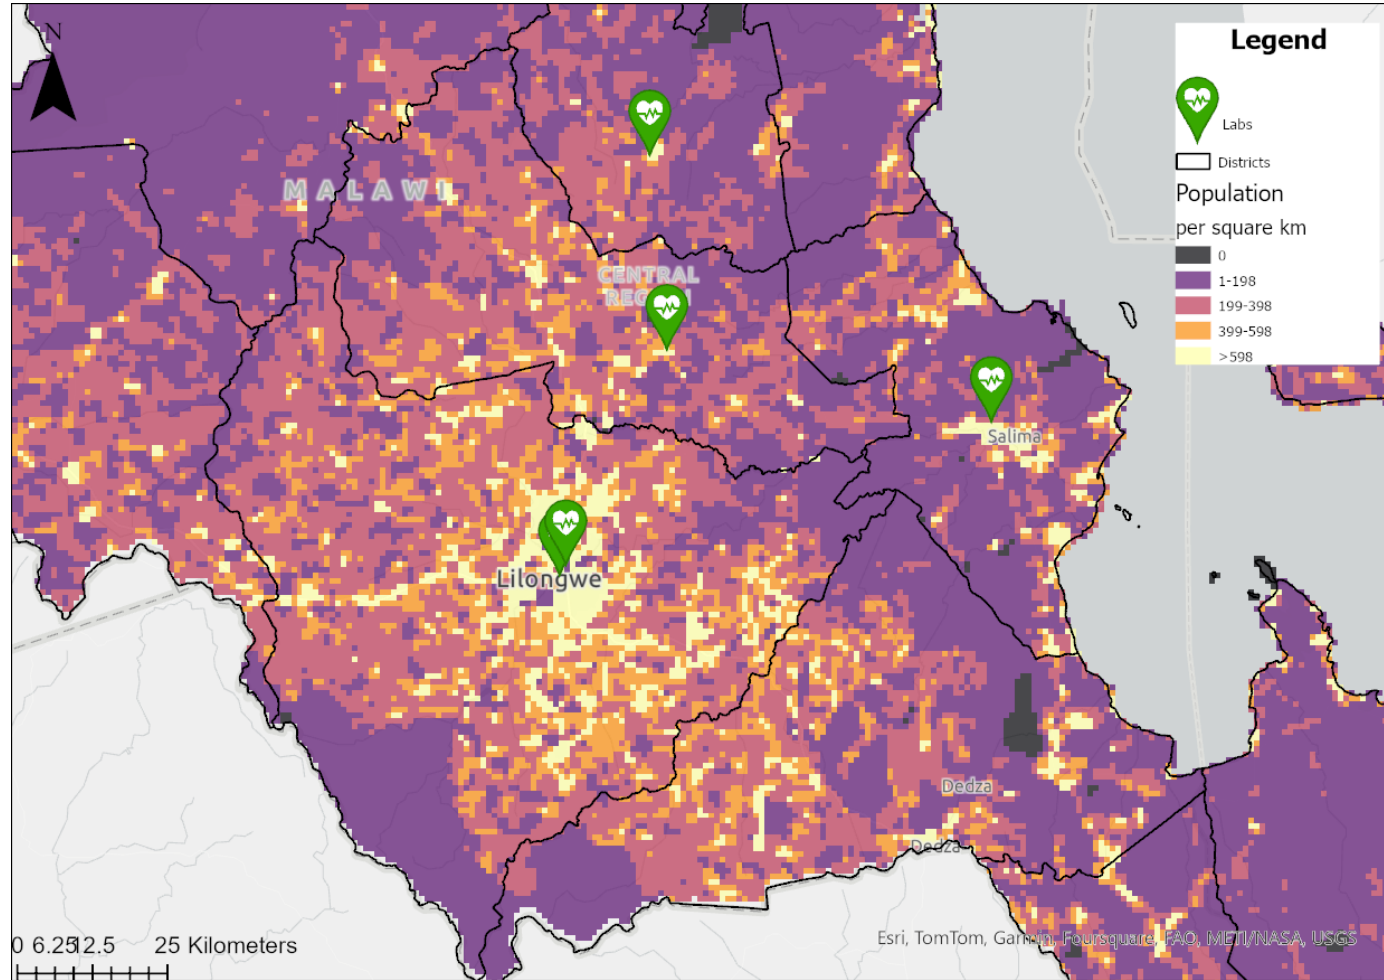 N
Legend
Labs
Districts
Population
per square km
0
1-198
199-398
399-598
>598
MALAWI
CENTRAL
Salima
Lilongwe
Dedza
Dedza
0 6.25 12.5 25 Kilometers
Esri, TomTom, Garmin, Foursquare, FAO, METI/NASA, USGS